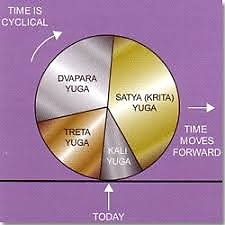 TIME IS
CYCLICAL
DVAPARA
YUGA
SATYA (KRITA)
YUGA
TRETA
YUGA
KALI
YUGA
TIME
MOVES
FORWARD
TODAY